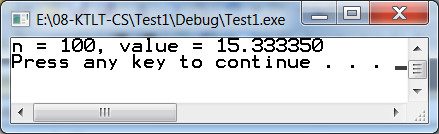 E:\08-KTLT-CS\Test1\Debug\Test1.exe
n = 100, value = 15.333350
Press any key to continue . . .